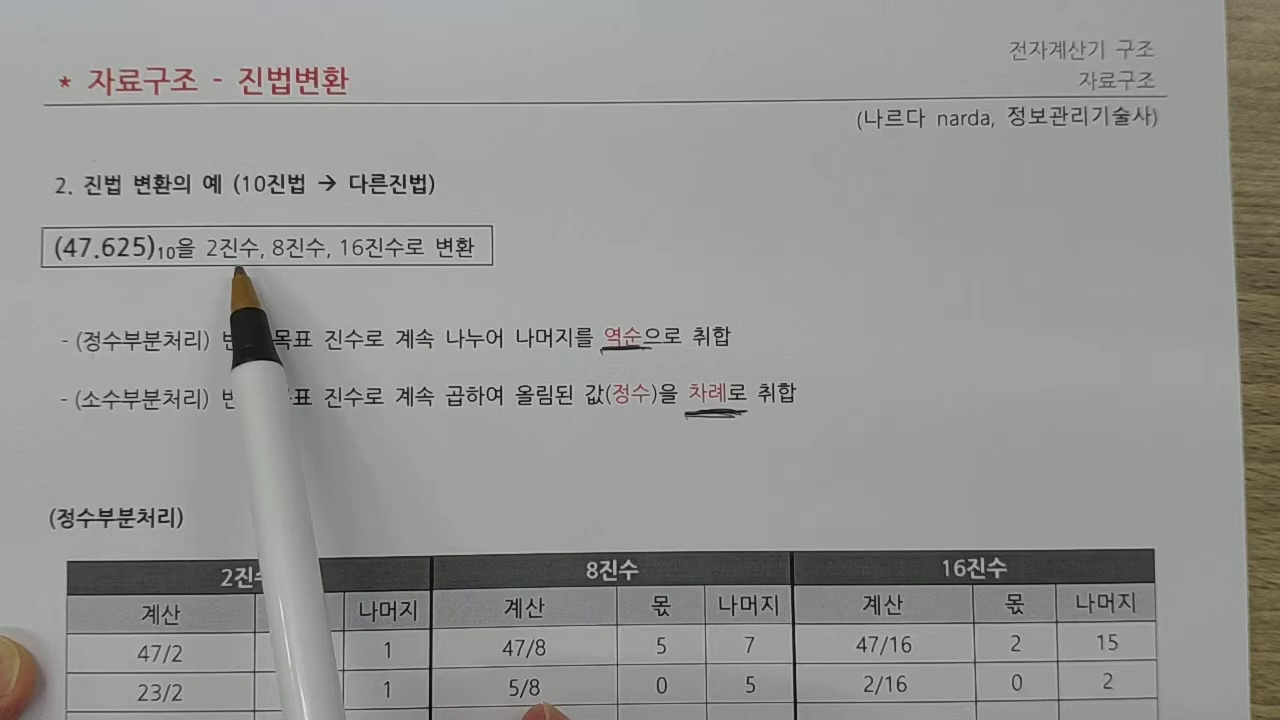 전자계산기 구조
* 자료구조 - 진법변환
자료구조
(나르다 narda, 정보관리기술사)
2. 진법 변환의 예 (10진법 → 다른진법)
(47.625)10을 2진수, 8진수, 16진수로 변환
- (정수부분처리) 목표 진수로 계속 나누어 나머지를 역순으로 취합
- (소수부분처리) 진수로 계속 곱하여 올림된 값(정수)을 차례로 취합
(정수부분처리)
8진수 16진수
계산 나머지 계산 몫 나머지 계산 몫 나머지
47/2 1 47/8 5 7 47/16 2 15
23/2 1 5/8 0 5 2/16 0 2